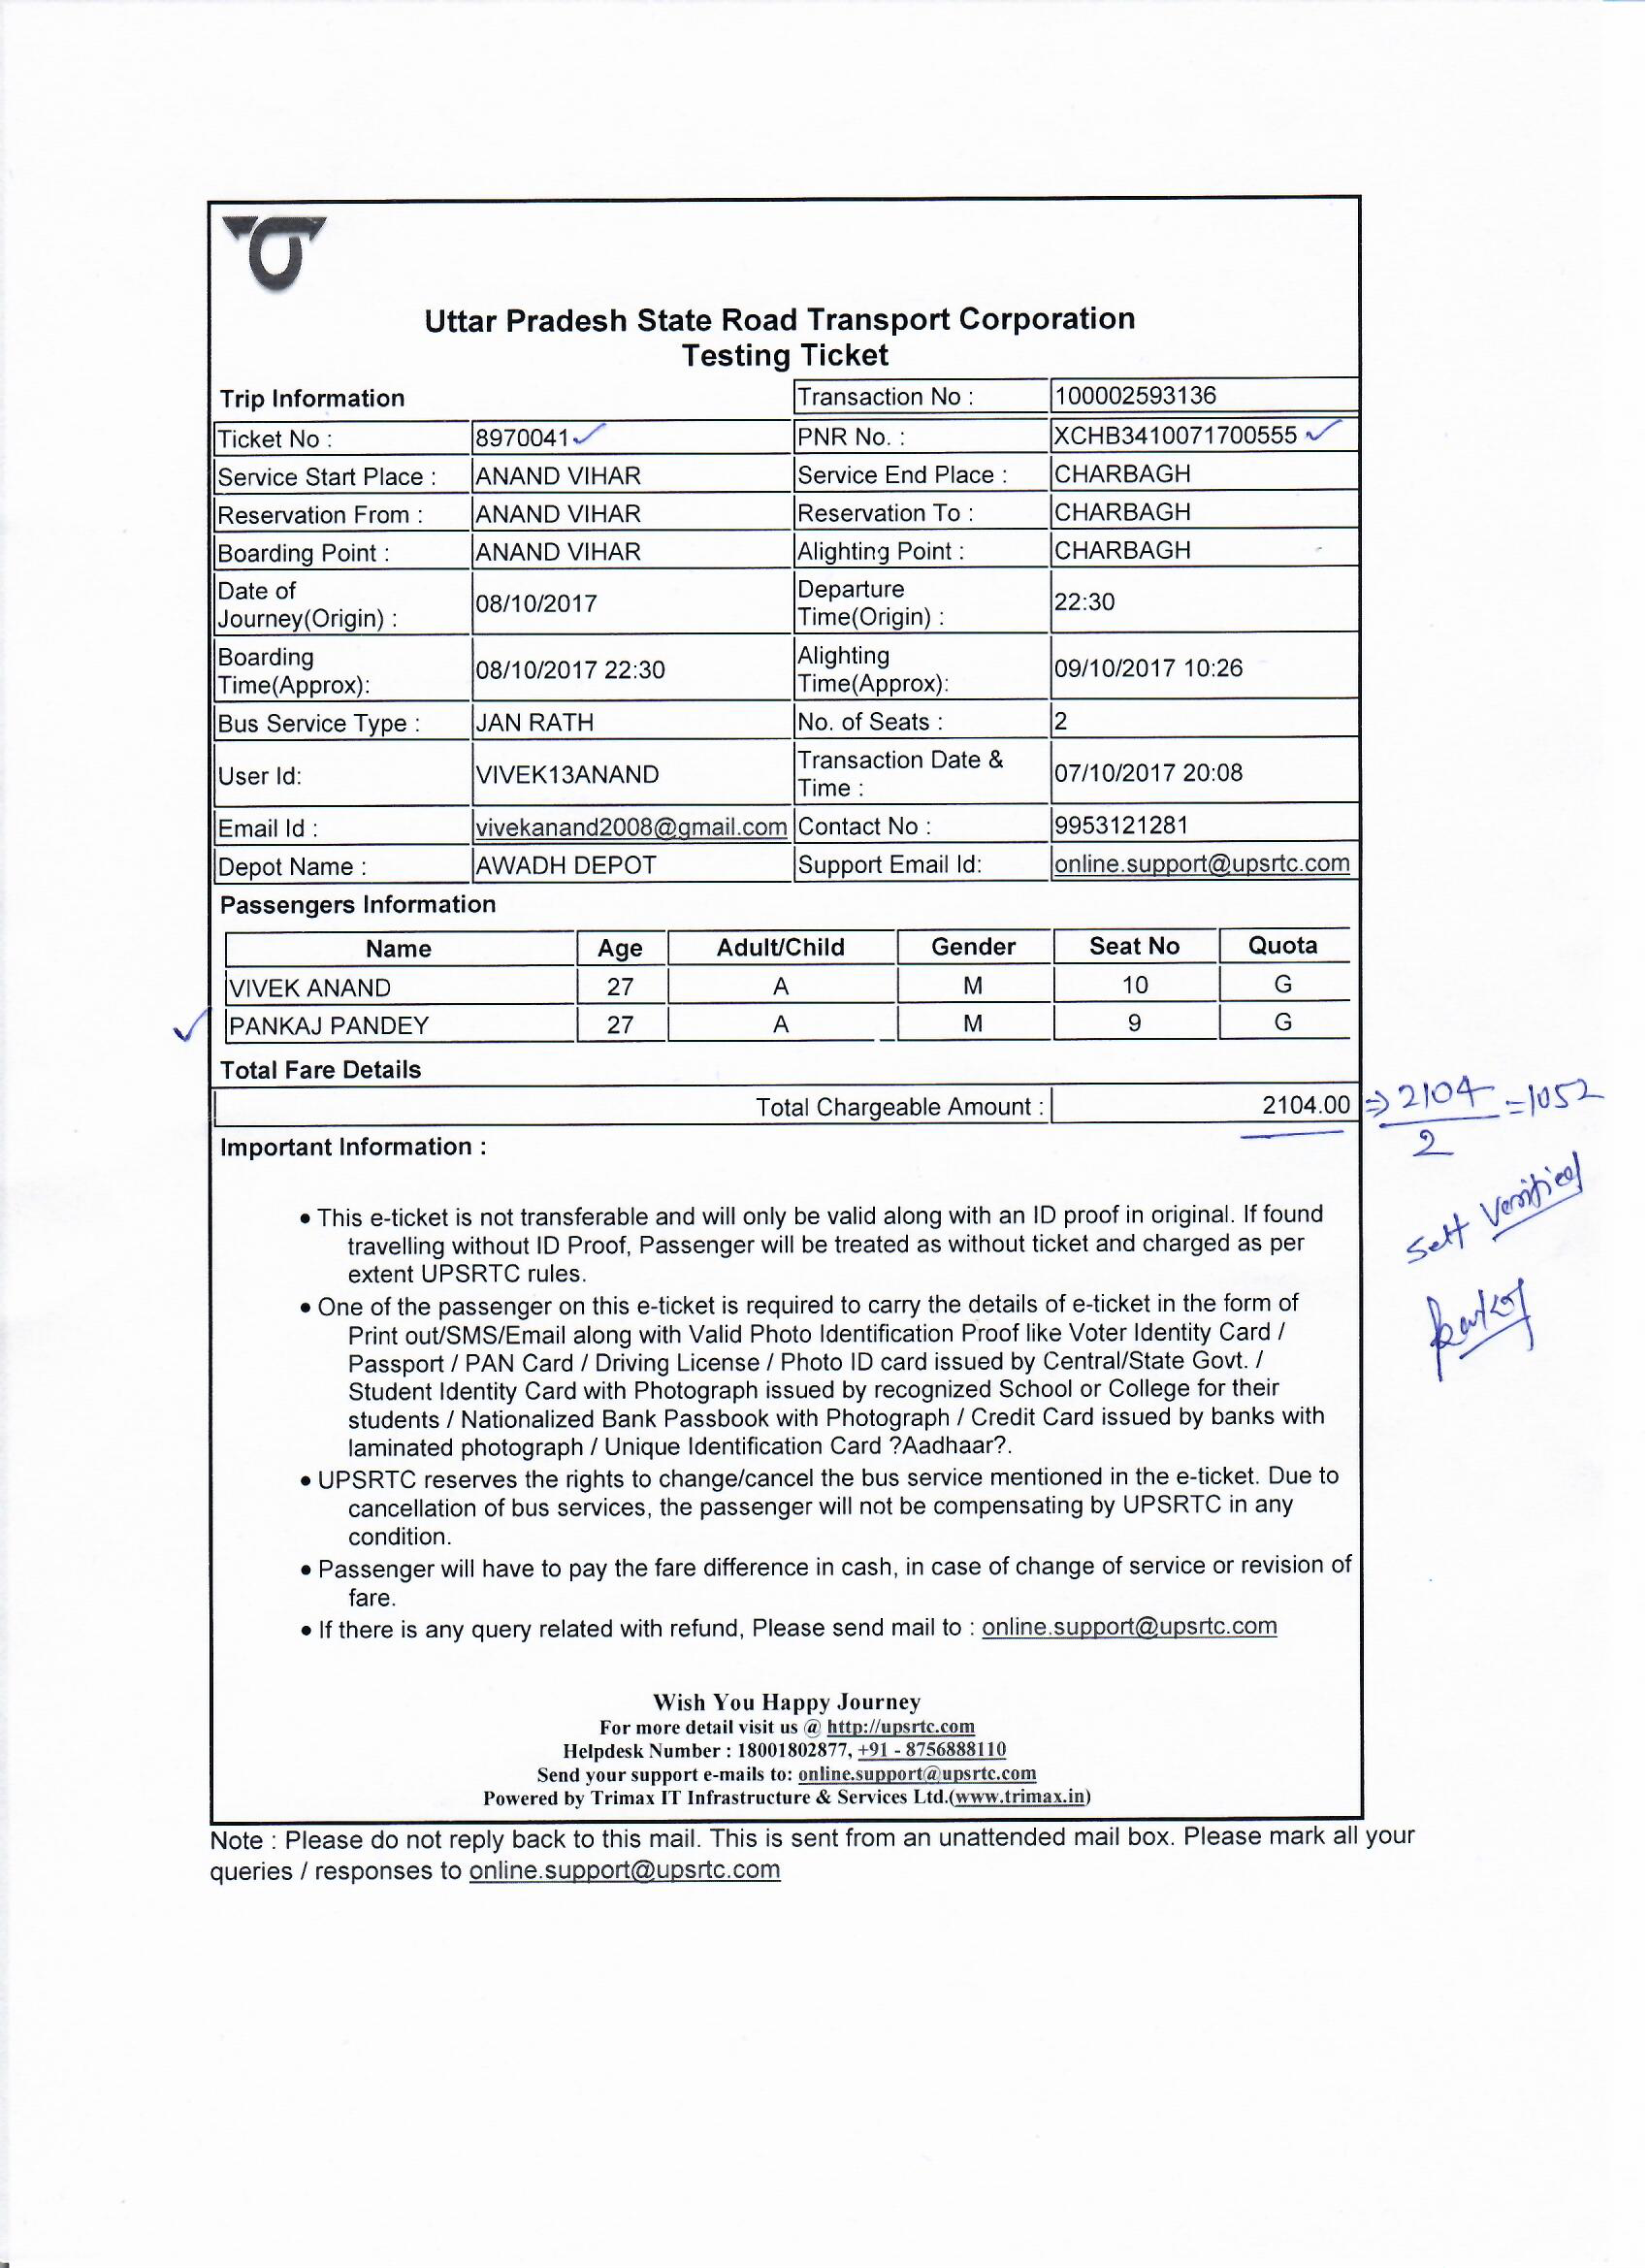 Uttar Pradesh State Road Transport Corporation
Testing Ticket
Trip Information Transaction No : 100002593136
Ticket No : 8970041 PNR No. : XCHB3410071700555
Service Start Place : ANAND VIHAR Service End Place : CHARBAGH
Reservation From : ANAND VIHAR Reservation To : CHARBAGH
Boarding Point : ANAND VIHAR Alighting Point : CHARBAGH
Date of
Journey(Origin) : 08/10/2017 Departure
Time(Origin) : 22:30
Boarding
Time(Approx): 08/10/2017 22:30 Alighting
Time(Approx): 09/10/2017 10:26
Bus Service Type : JAN RATH No. of Seats : 2
User Id: VIVEK13ANAND Transaction Date &
Time : 07/10/2017 20:08
Email Id : vivekanand2008@gmail.com Contact No : 9953121281
Depot Name : AWADH DEPOT Support Email Id: online.support@upsrtc.com
Passengers Information
Name Age Adult/Child Gender Seat No Quota
VIVEK ANAND 27 A M 10 G
PANKAJ PANDEY 27 A M 9 G
Total Fare Details
Total Chargeable Amount : 2104.00 ⇒ 2104 = 1052
2
Important Information :
Self Verified
• This e-ticket is not transferable and will only be valid along with an ID proof in original. If found
travelling without ID Proof, Passenger will be treated as without ticket and charged as per
extent UPSRTC rules.
• One of the passenger on this e-ticket is required to carry the details of e-ticket in the form of
Print out/SMS/Email along with Valid Photo Identification Proof like Voter Identity Card /
Passport / PAN Card / Driving License / Photo ID card issued by Central/State Govt. /
Student Identity Card with Photograph issued by recognized School or College for their
students / Nationalized Bank Passbook with Photograph / Credit Card issued by banks with
laminated photograph / Unique Identification Card ?Aadhaar?.
• UPSRTC reserves the rights to change/cancel the bus service mentioned in the e-ticket. Due to
cancellation of bus services, the passenger will not be compensating by UPSRTC in any
condition.
• Passenger will have to pay the fare difference in cash, in case of change of service or revision of
fare.
• If there is any query related with refund, Please send mail to : online.support@upsrtc.com
Wish You Happy Journey
For more detail visit us @ http://upsrtc.com
Helpdesk Number : 18001802877, +91 - 8756888110
Send your support e-mails to: online.support@upsrtc.com
Powered by Trimax IT Infrastructure & Services Ltd.(www.trimax.in)
Note : Please do not reply back to this mail. This is sent from an unattended mail box. Please mark all your
queries / responses to online.support@upsrtc.com